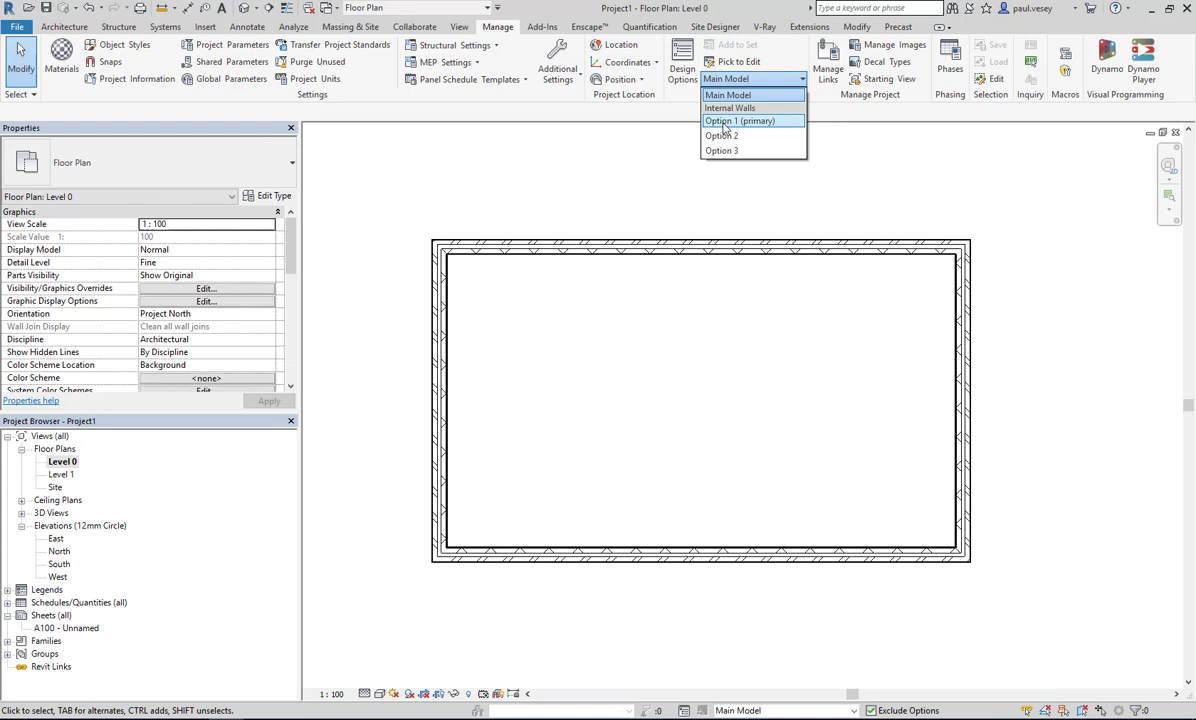 Floor Plan
Project1 - Floor Plan: Level 0
Type a keyword or phrase
paul.vesey
File Architecture Structure Systems Insert Annotate Analyze Massing & Site Collaborate View Manage Add-Ins Enscape™ Quantification Site Designer V-Ray Extensions Modify Precast
Modify
Select
Materials
Object Styles
Snaps
Project Information
Project Parameters
Shared Parameters
Global Parameters
Transfer Project Standards
Purge Unused
Project Units
Settings
Structural Settings
MEP Settings
Panel Schedule Templates
Additional
Settings
Location
Coordinates
Position
Project Location
Design
Options
Add to Set
Pick to Edit
Main Model
Main Model
Internal Walls
Option 1 (primary)
Option 2
Option 3
Manage
Links
Manage Images
Decal Types
Starting View
Manage Project
Phases
Phasing
Save
Load
Edit
Selection
Inquiry
Macros
Dynamo
Dynamo
Player
Visual Programming
Properties
Floor Plan
Floor Plan: Level 0
Edit Type
Graphics
View Scale 1 : 100
Scale Value 1: 100
Display Model Normal
Detail Level Fine
Parts Visibility Show Original
Visibility/Graphics Overrides Edit...
Graphic Display Options Edit...
Orientation Project North
Wall Join Display Clean all wall joins
Discipline Architectural
Show Hidden Lines By Discipline
Color Scheme Location Background
Color Scheme <none>
System Color Schemes Edit...
Properties help Apply
Project Browser - Project1
Views (all)
Floor Plans
Level 0
Level 1
Site
Ceiling Plans
3D Views
Elevations (12mm Circle)
East
North
South
West
Legends
Schedules/Quantities (all)
Sheets (all)
A100 - Unnamed
Families
Groups
Revit Links
2D
1 : 100
Click to select, TAB for alternates, CTRL adds, SHIFT unselects.
:0
Main Model
Exclude Options
:0